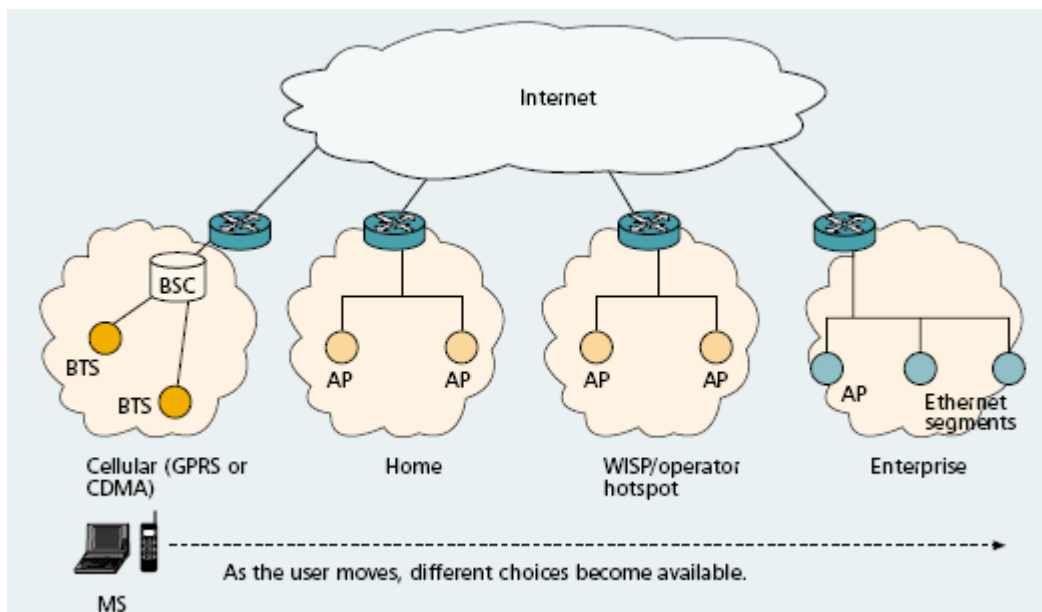 Internet
BSC
BTS
BTS
AP
AP
AP
AP
AP
Ethernet
segments
Cellular (GPRS or
CDMA)
Home
WISP/operator
hotspot
Enterprise
As the user moves, different choices become available.
MS